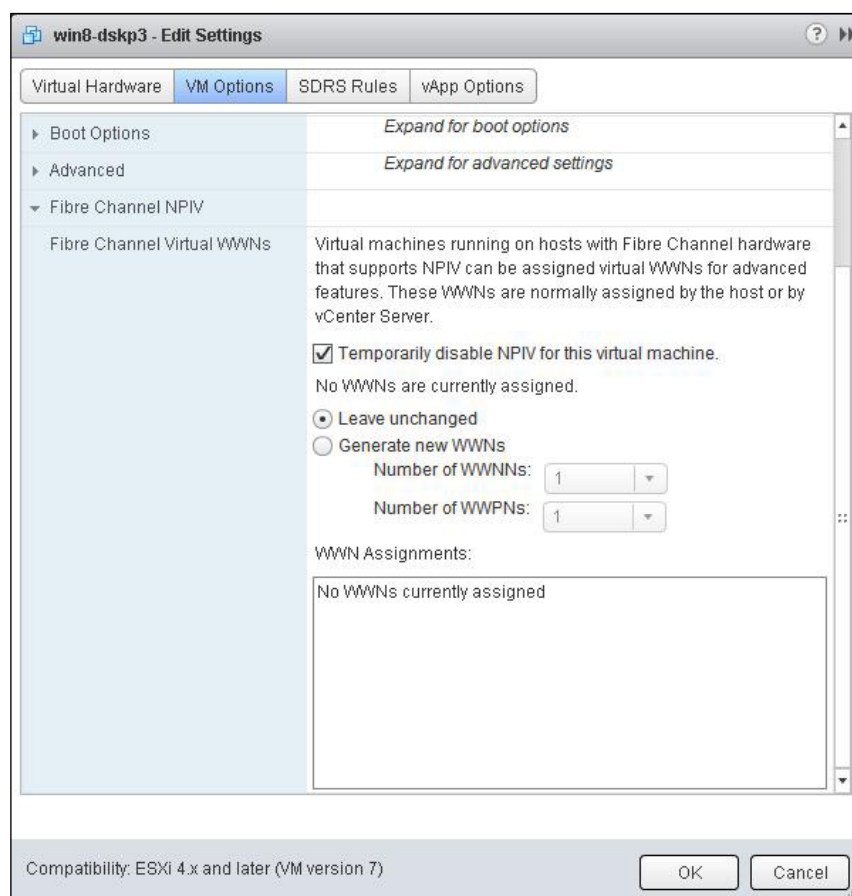 win8-dskp3 - Edit Settings
?
Virtual Hardware
VM Options
SDRS Rules
vApp Options
Boot Options
Expand for boot options
Advanced
Expand for advanced settings
Fibre Channel NPIV
Fibre Channel Virtual WWNs
Virtual machines running on hosts with Fibre Channel hardware
that supports NPIV can be assigned virtual WWNs for advanced
features. These WWNs are normally assigned by the host or by
vCenter Server.
Temporarily disable NPIV for this virtual machine.
No WWNs are currently assigned.
Leave unchanged
Generate new WWNs
Number of WWNNs: 1
Number of WWPNs: 1
WWN Assignments:
No WWNs currently assigned
Compatibility: ESXi 4.x and later (VM version 7)
OK
Cancel